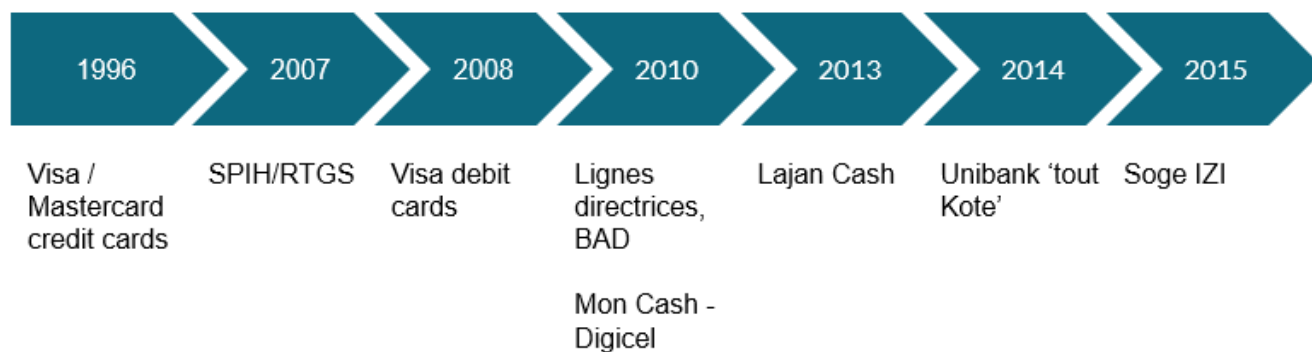 1996
2007
2008
2010
2013
2014
2015
Visa /
Mastercard
credit cards
SPIH/RTGS
Visa debit
cards
Lignes
directrices,
BAD
Mon Cash -
Digicel
Lajan Cash
Unibank ‘tout
Kote’
Soge IZI